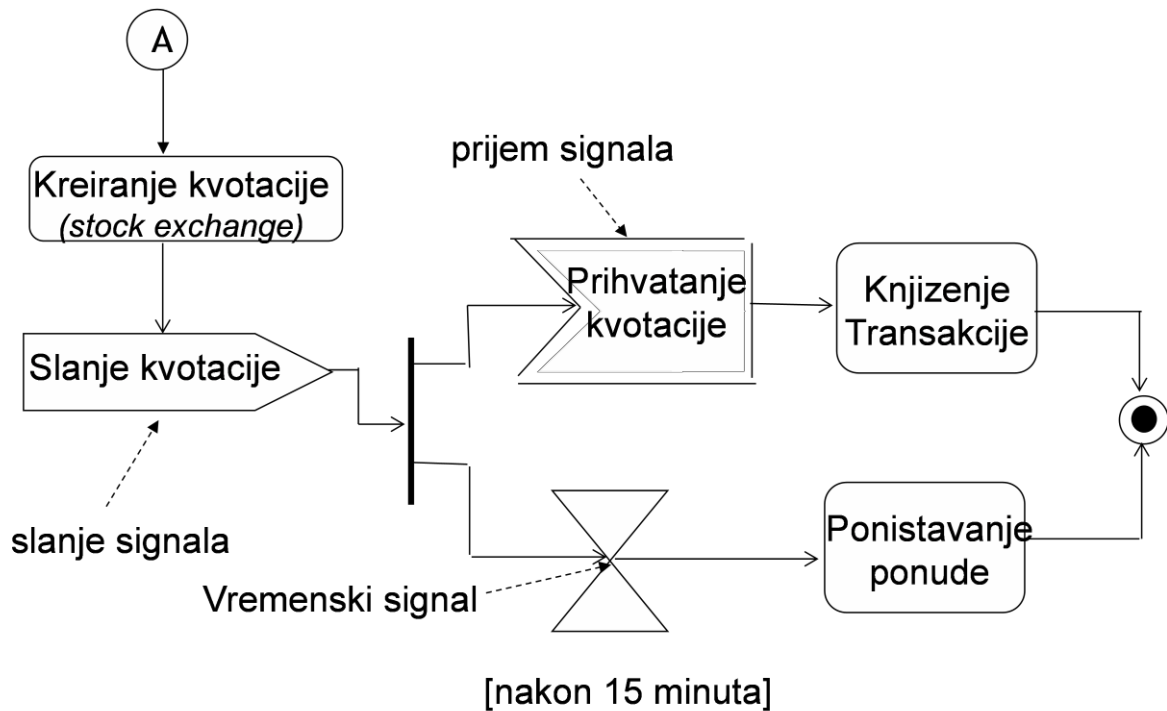 A
prijem signala
Kreiranje kvotacije
(stock exchange)
Prihvatanje
kvotacije
Knjizenje
Transakcije
Slanje kvotacije
slanje signala
Vremenski signal
Ponistavanje
ponude
[nakon 15 minuta]